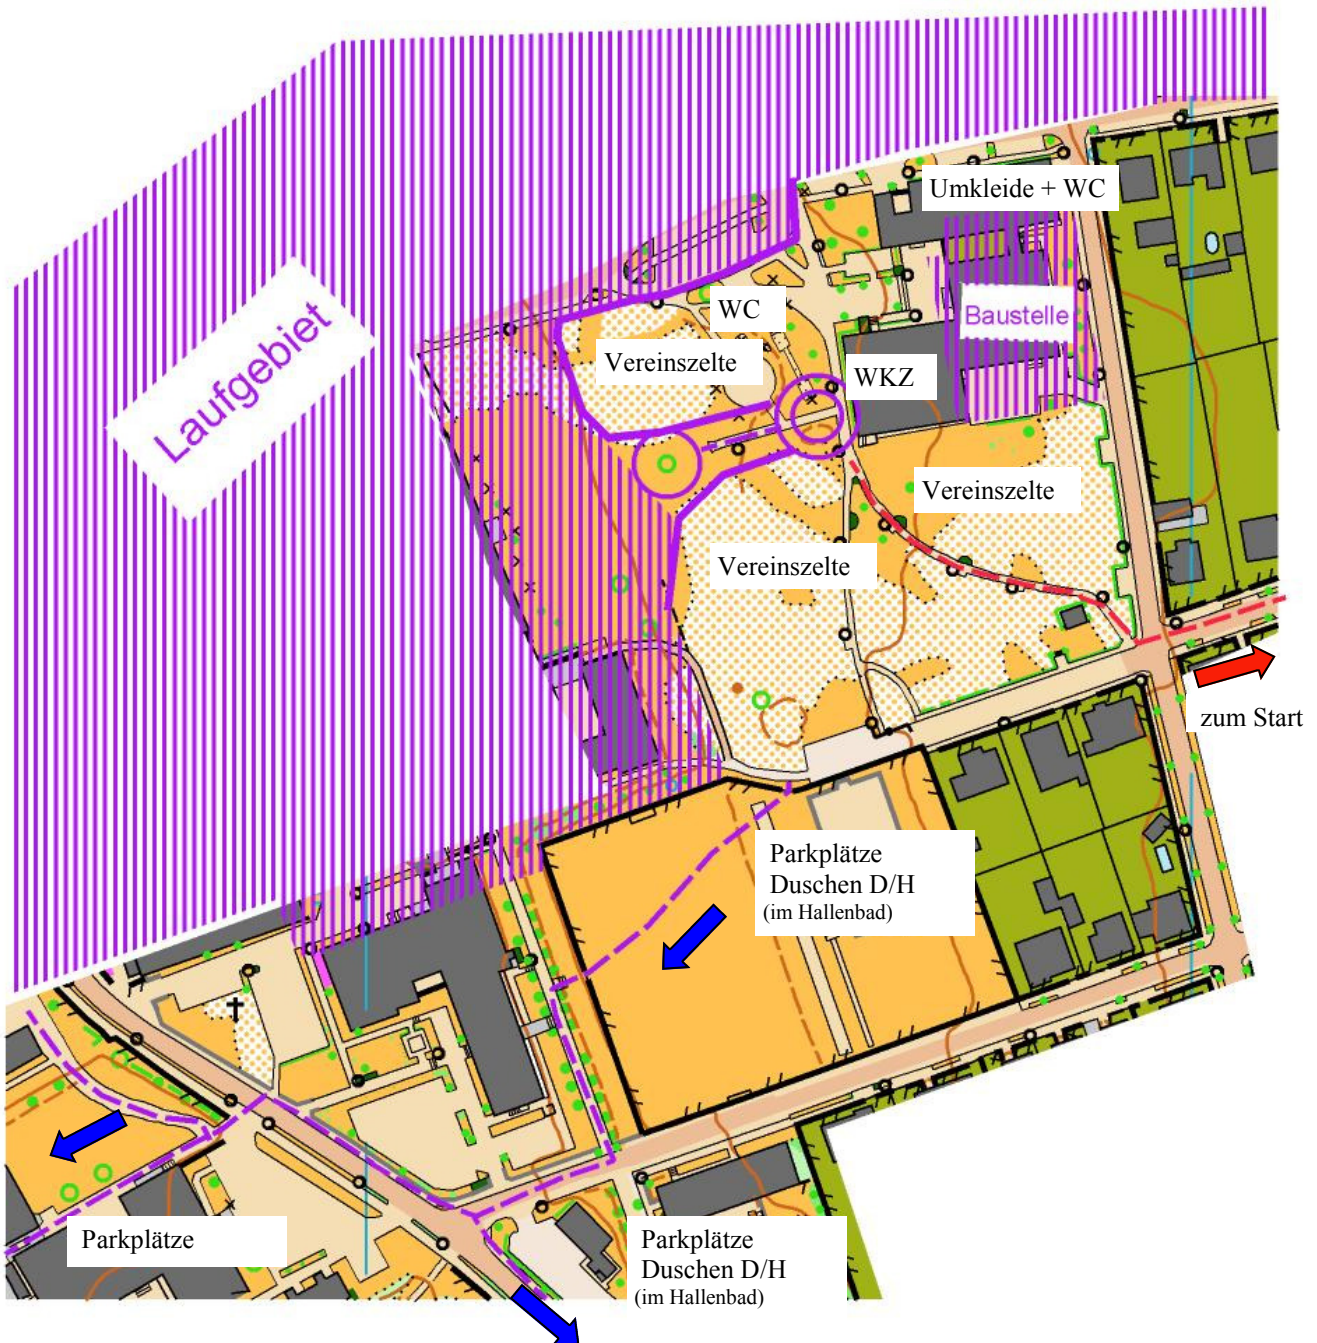 Umkleide + WC
Laufgebiet
WC
Baustelle
Vereinszelte
WKZ
Vereinszelte
Vereinszelte
zum Start
Parkplätze
Duschen D/H
(im Hallenbad)
Parkplätze
Parkplätze
Duschen D/H
(im Hallenbad)